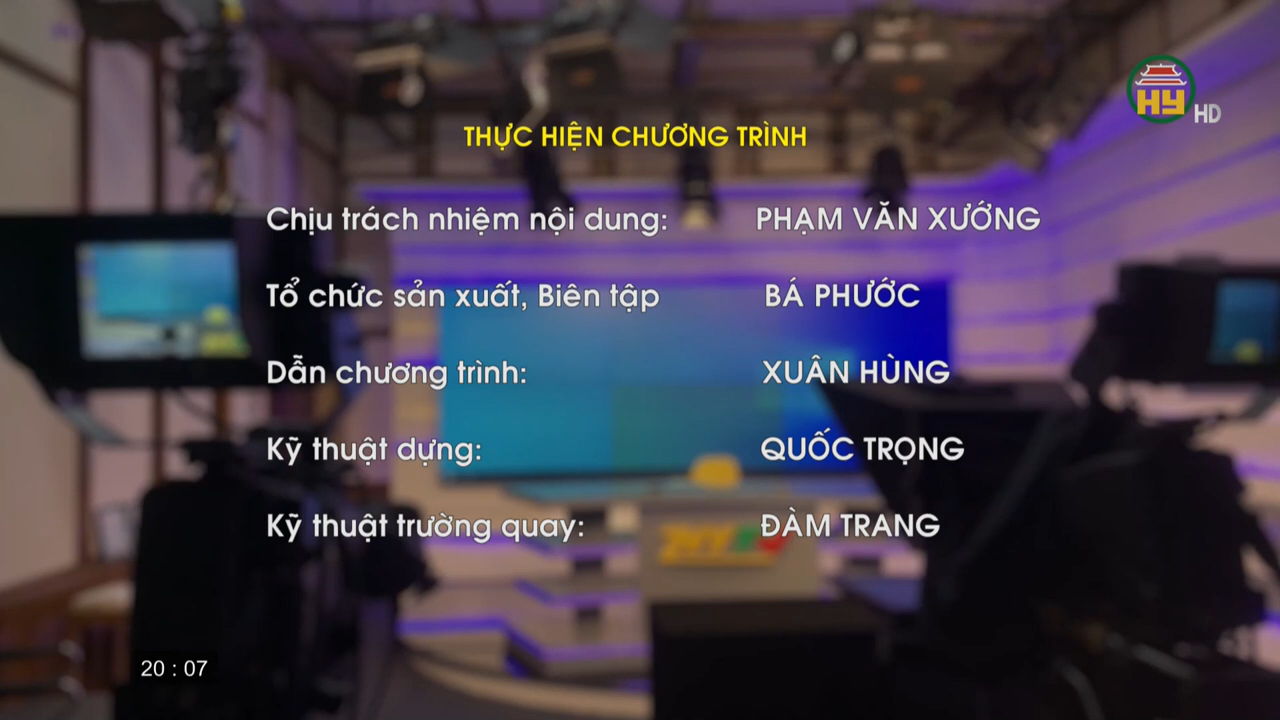 HY HD
THỰC HIỆN CHƯƠNG TRÌNH
Chịu trách nhiệm nội dung: PHẠM VĂN XƯỚNG
Tổ chức sản xuất, Biên tập BÁ PHƯỚC
Dẫn chương trình: XUÂN HÙNG
Kỹ thuật dựng: QUỐC TRỌNG
Kỹ thuật trường quay: ĐÀM TRANG
20 : 07